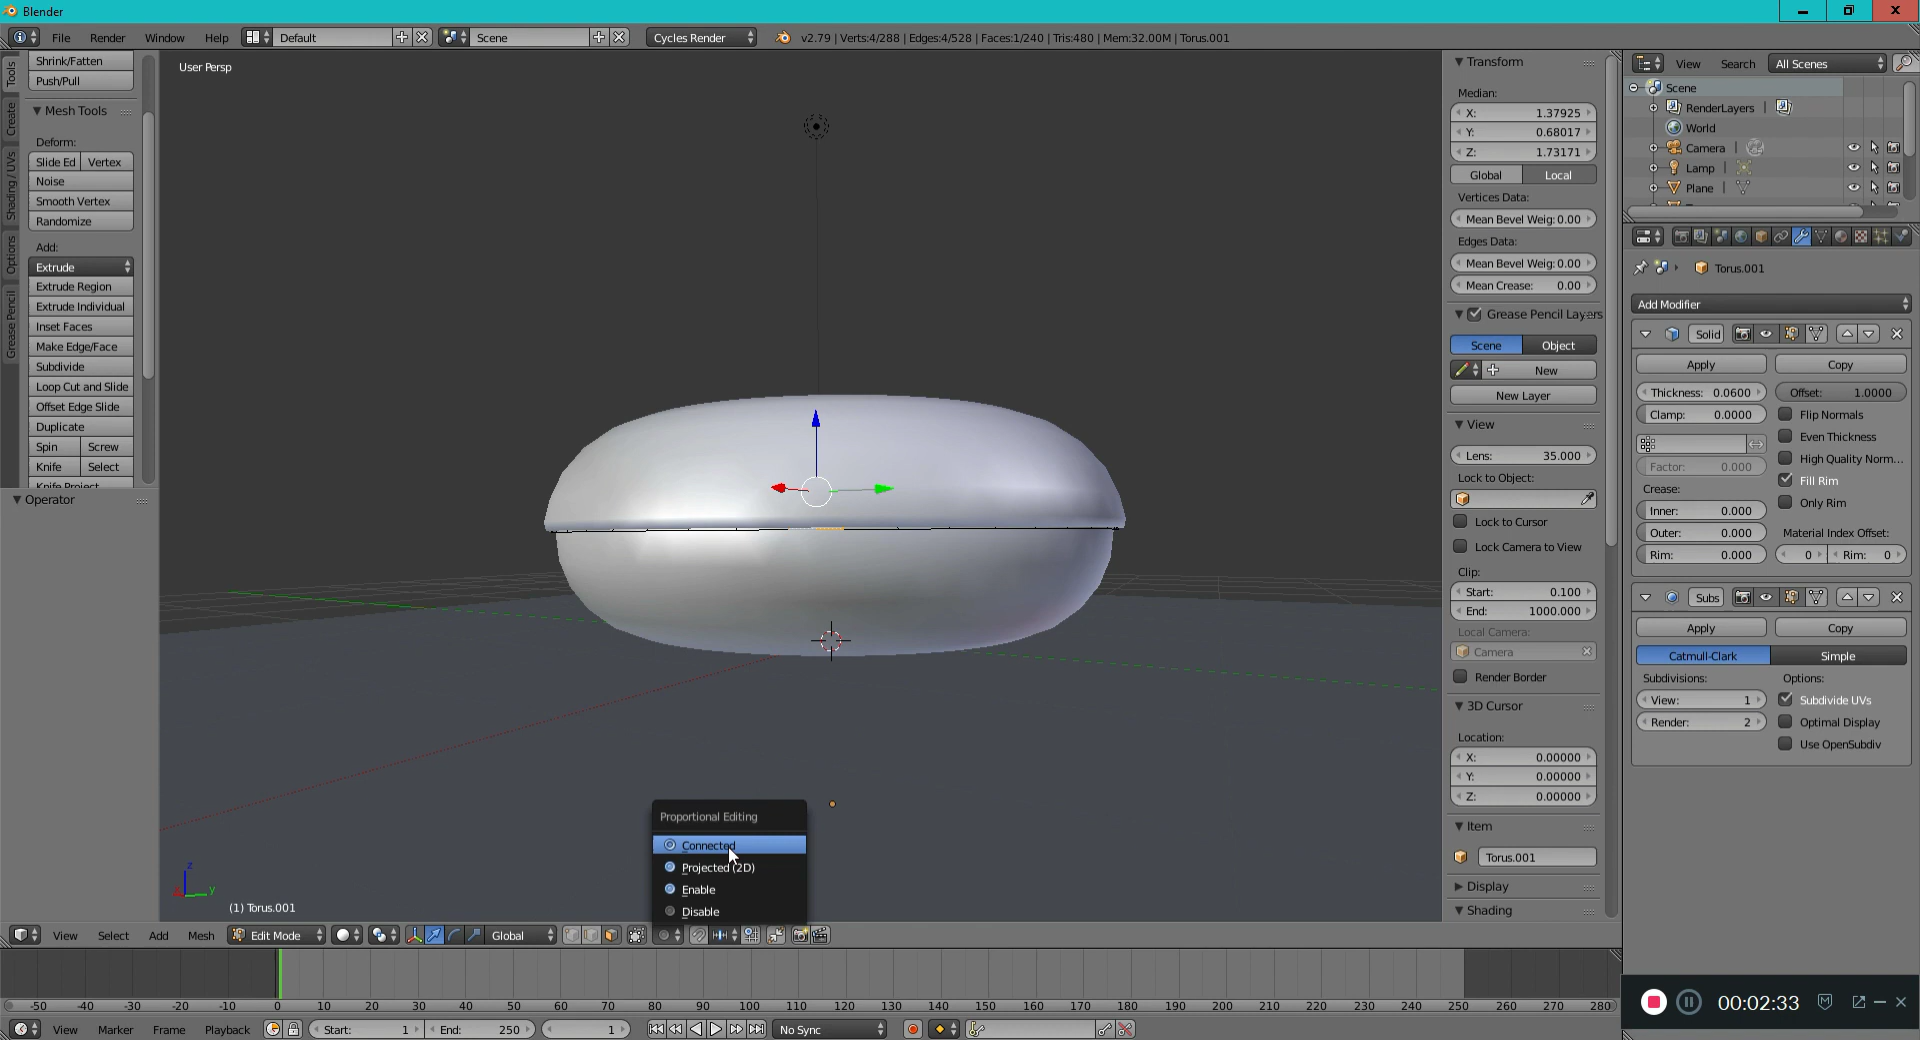 Blender
File Render Window Help Default Scene Cycles Render v2.79 | Verts:4/288 | Edges:4/528 | Faces:1/240 | Tris:480 | Mem:32.00M | Torus.001
Tools
Create
Shading / UVs
Options
Grease Pencil
Shrink/Fatten
Push/Pull
Mesh Tools
Deform:
Slide Ed Vertex
Noise
Smooth Vertex
Randomize
Add:
Extrude
Extrude Region
Extrude Individual
Inset Faces
Make Edge/Face
Subdivide
Loop Cut and Slide
Offset Edge Slide
Duplicate
Spin Screw
Knife Select
Knife Project
Operator
User Persp
z
y
(1) Torus.001
Proportional Editing
Connected
Projected (2D)
Enable
Disable
View Select Add Mesh Edit Mode Global
Transform
Median:
X: 1.37925
Y: 0.68017
Z: 1.73171
Global Local
Vertices Data:
Mean Bevel Weig: 0.00
Edges Data:
Mean Bevel Weig: 0.00
Mean Crease: 0.00
Grease Pencil Layers
Scene Object
New
New Layer
View
Lens: 35.000
Lock to Object:
Lock to Cursor
Lock Camera to View
Clip:
Start: 0.100
End: 1000.000
Local Camera:
Camera
Render Border
3D Cursor
Location:
X: 0.00000
Y: 0.00000
Z: 0.00000
Item
Torus.001
Display
Shading
View Search All Scenes
Scene
RenderLayers
World
Camera
Lamp
Plane
Torus.001
Add Modifier
Solid
Apply Copy
Thickness: 0.0600 Offset: 1.0000
Clamp: 0.0000 Flip Normals
Even Thickness
Factor: 0.000 High Quality Norm...
Crease: Fill Rim
Inner: 0.000 Only Rim
Outer: 0.000 Material Index Offset:
Rim: 0.000 0 Rim: 0
Subs
Apply Copy
Catmull-Clark Simple
Subdivisions: Options:
View: 1 Subdivide UVs
Render: 2 Optimal Display
Use OpenSubdiv
-50 -40 -30 -20 -10 0 10 20 30 40 50 60 70 80 90 100 110 120 130 140 150 160 170 180 190 200 210 220 230 240 250 260 270 280
View Marker Frame Playback Start: 1 End: 250 1 No Sync
00:02:33